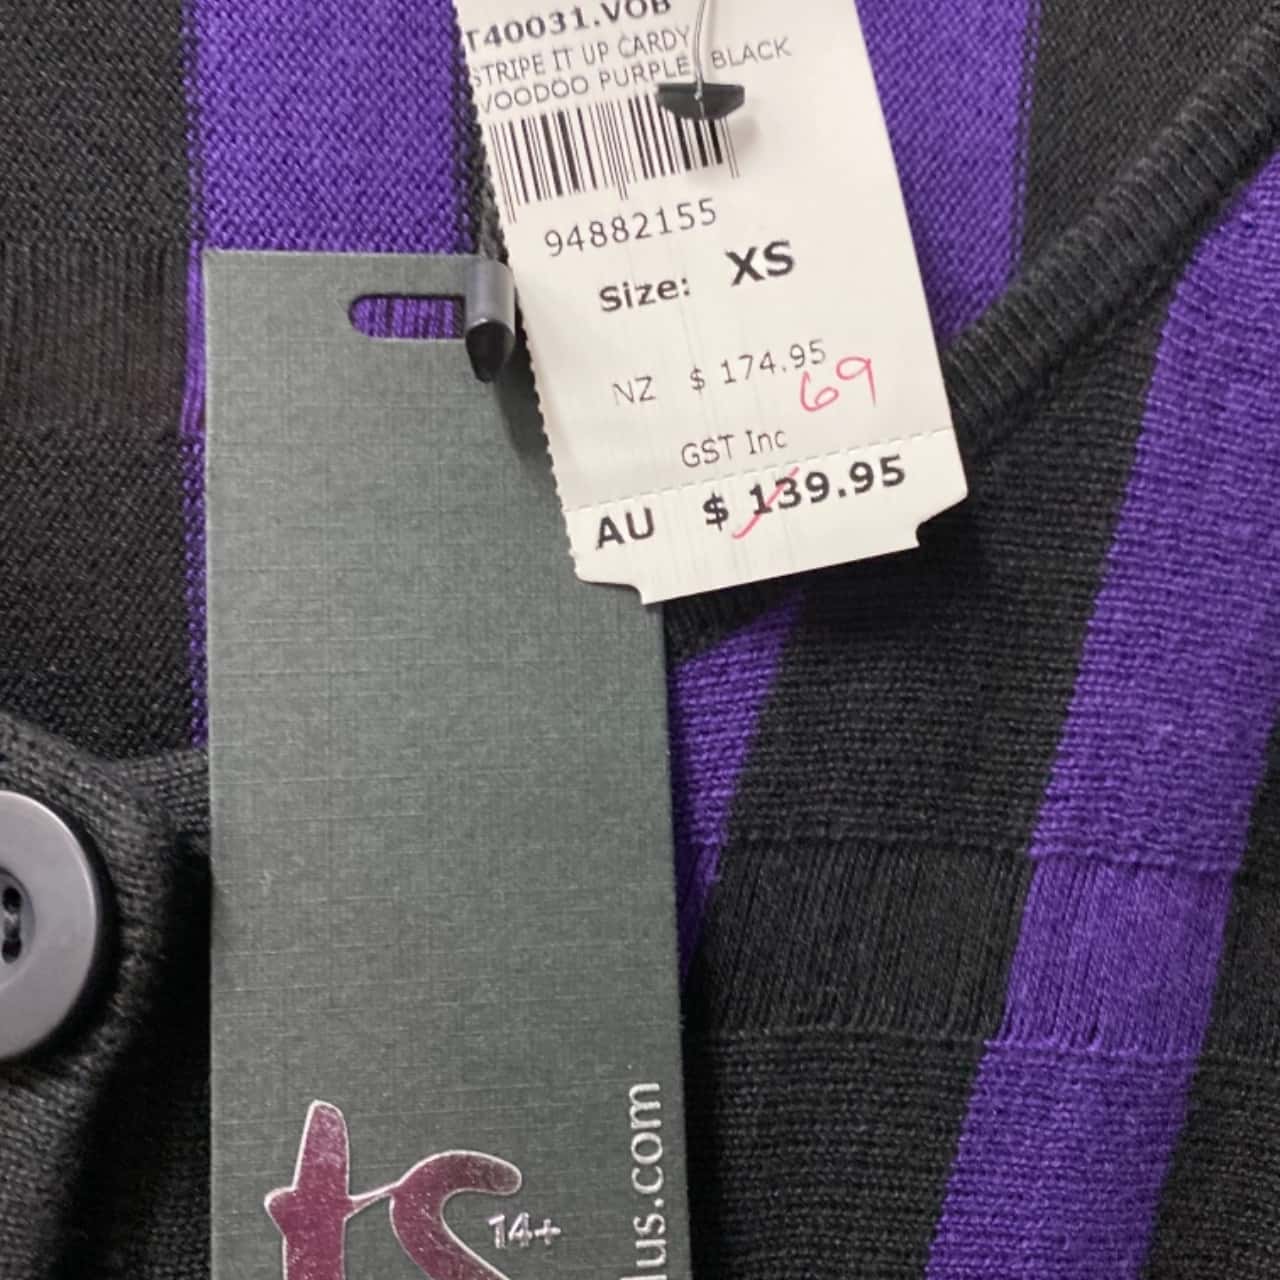 T40031.VOB
STRIPE IT UP CARDY
VOODOO PURPLE BLACK
94882155
Size: XS
NZ $ 174.95
69
GST Inc
AU $ 139.95
ts
14+
lus.com